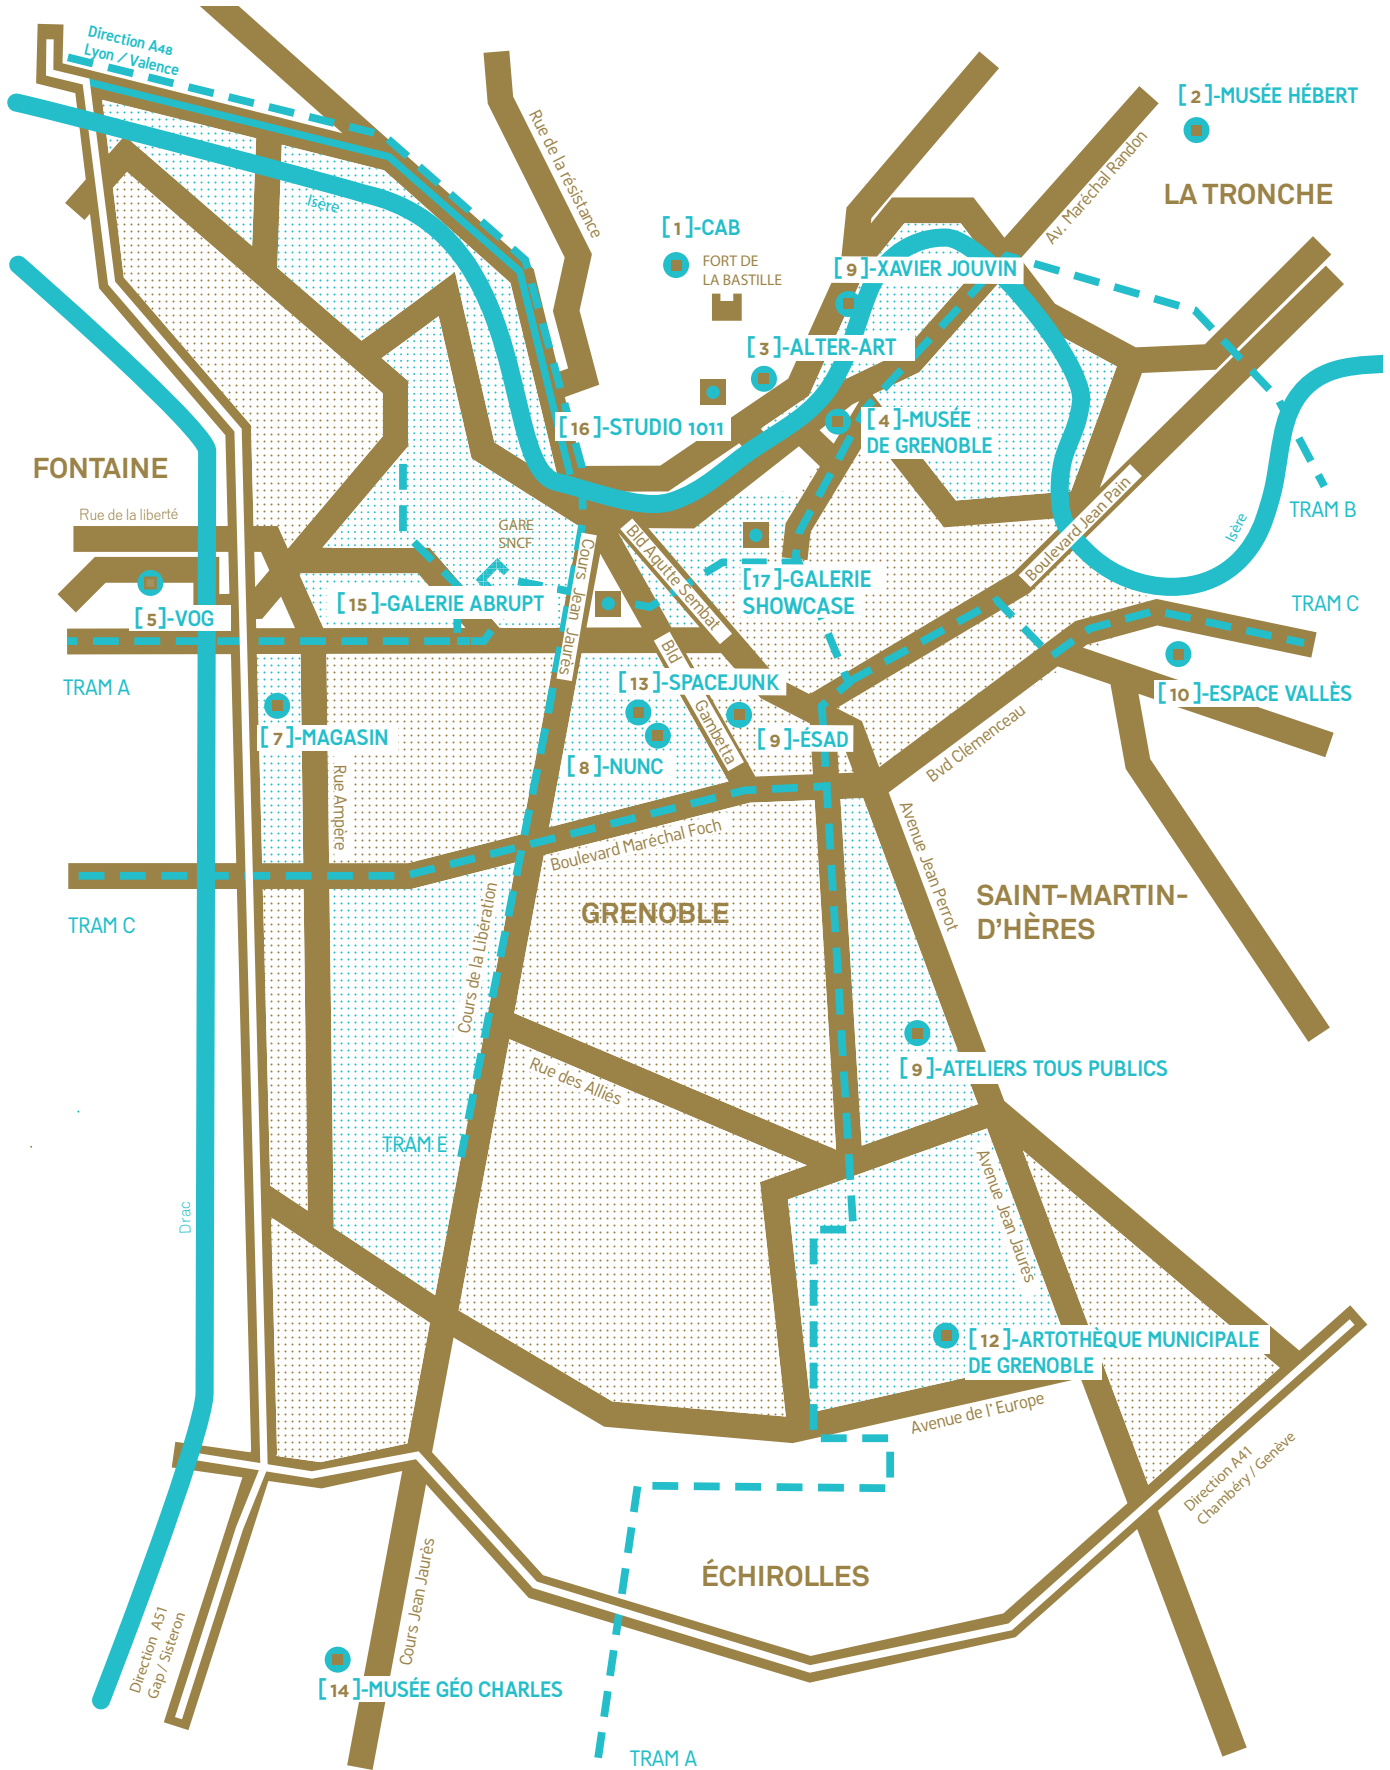 Direction A48
Lyon / Valence
[2]-MUSÉE HÉBERT
LA TRONCHE
Rue de la résistance
Av. Maréchal Randon
Isère
[1]-CAB
FORT DE
LA BASTILLE
[9]-XAVIER JOUVIN
[3]-ALTER-ART
[16]-STUDIO 1011
[4]-MUSÉE
DE GRENOBLE
FONTAINE
Rue de la liberté
GARE
SNCF
Cours Jean Jaurès
Bld Agutte Sembat
Boulevard Jean Pain
Isère
TRAM B
[17]-GALERIE
SHOWCASE
[15]-GALERIE ABRUPT
[5]-VOG
TRAM C
TRAM A
Bld
Gambetta
[13]-SPACEJUNK
[10]-ESPACE VALLÈS
[7]-MAGASIN
[9]-ÉSAD
[8]-NUNC
Bvd Clémenceau
Rue Ampère
Boulevard Maréchal Foch
Avenue Jean Perrot
TRAM C
Cours de la Libération
GRENOBLE
SAINT-MARTIN-
D'HÈRES
[9]-ATELIERS TOUS PUBLICS
Rue des Alliés
TRAM E
Drac
Avenue Jean Jaurès
[12]-ARTOTHÈQUE MUNICIPALE
DE GRENOBLE
Avenue de l' Europe
Direction A41
Chambéry / Genève
ÉCHIROLLES
Cours Jean Jaurès
Direction A51
Gap / Sisteron
[14]-MUSÉE GÉO CHARLES
TRAM A